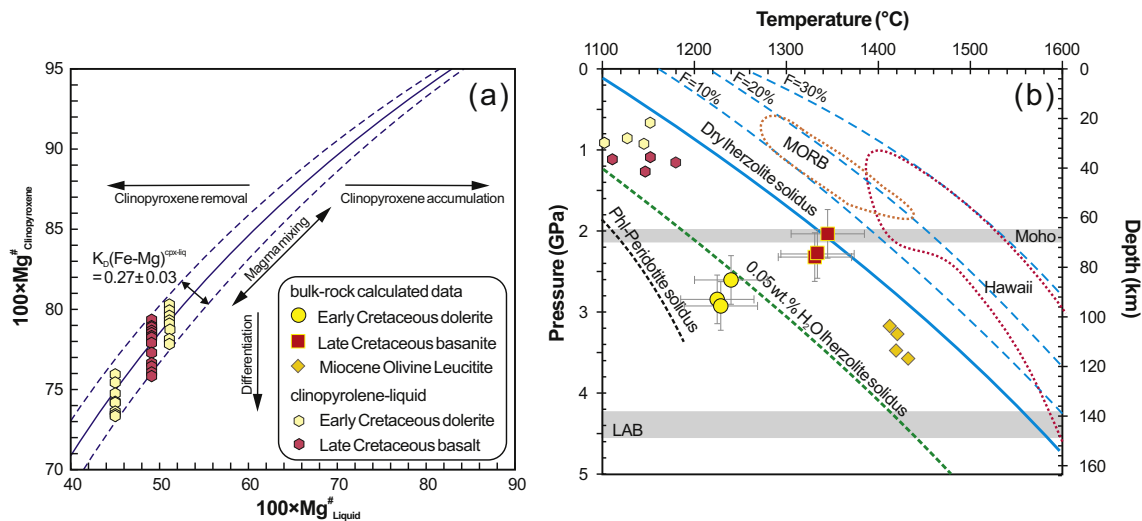 (a)
95
90
85
80
75
70
100×Mg# Clinopyroxene
40
50
60
70
80
90
100×Mg# Liquid
Clinopyroxene removal
Clinopyroxene accumulation
Magma mixing
Differentiation
KD(Fe-Mg)cpx-liq
= 0.27±0.03
bulk-rock calculated data
Early Cretaceous dolerite
Late Cretaceous basanite
Miocene Olivine Leucitite
clinopyrolene-liquid
Early Cretaceous dolerite
Late Cretaceous basalt
(b)
Temperature (°C)
1100
1200
1300
1400
1500
1600
Pressure (GPa)
0
1
2
3
4
5
Depth (km)
0
20
40
60
80
100
120
140
160
F=10%
F=20%
F=30%
Dry lherzolite solidus
MORB
Moho
Hawaii
Phl-Peridotite solidus
0.05 wt. % H2O lherzolite solidus
LAB